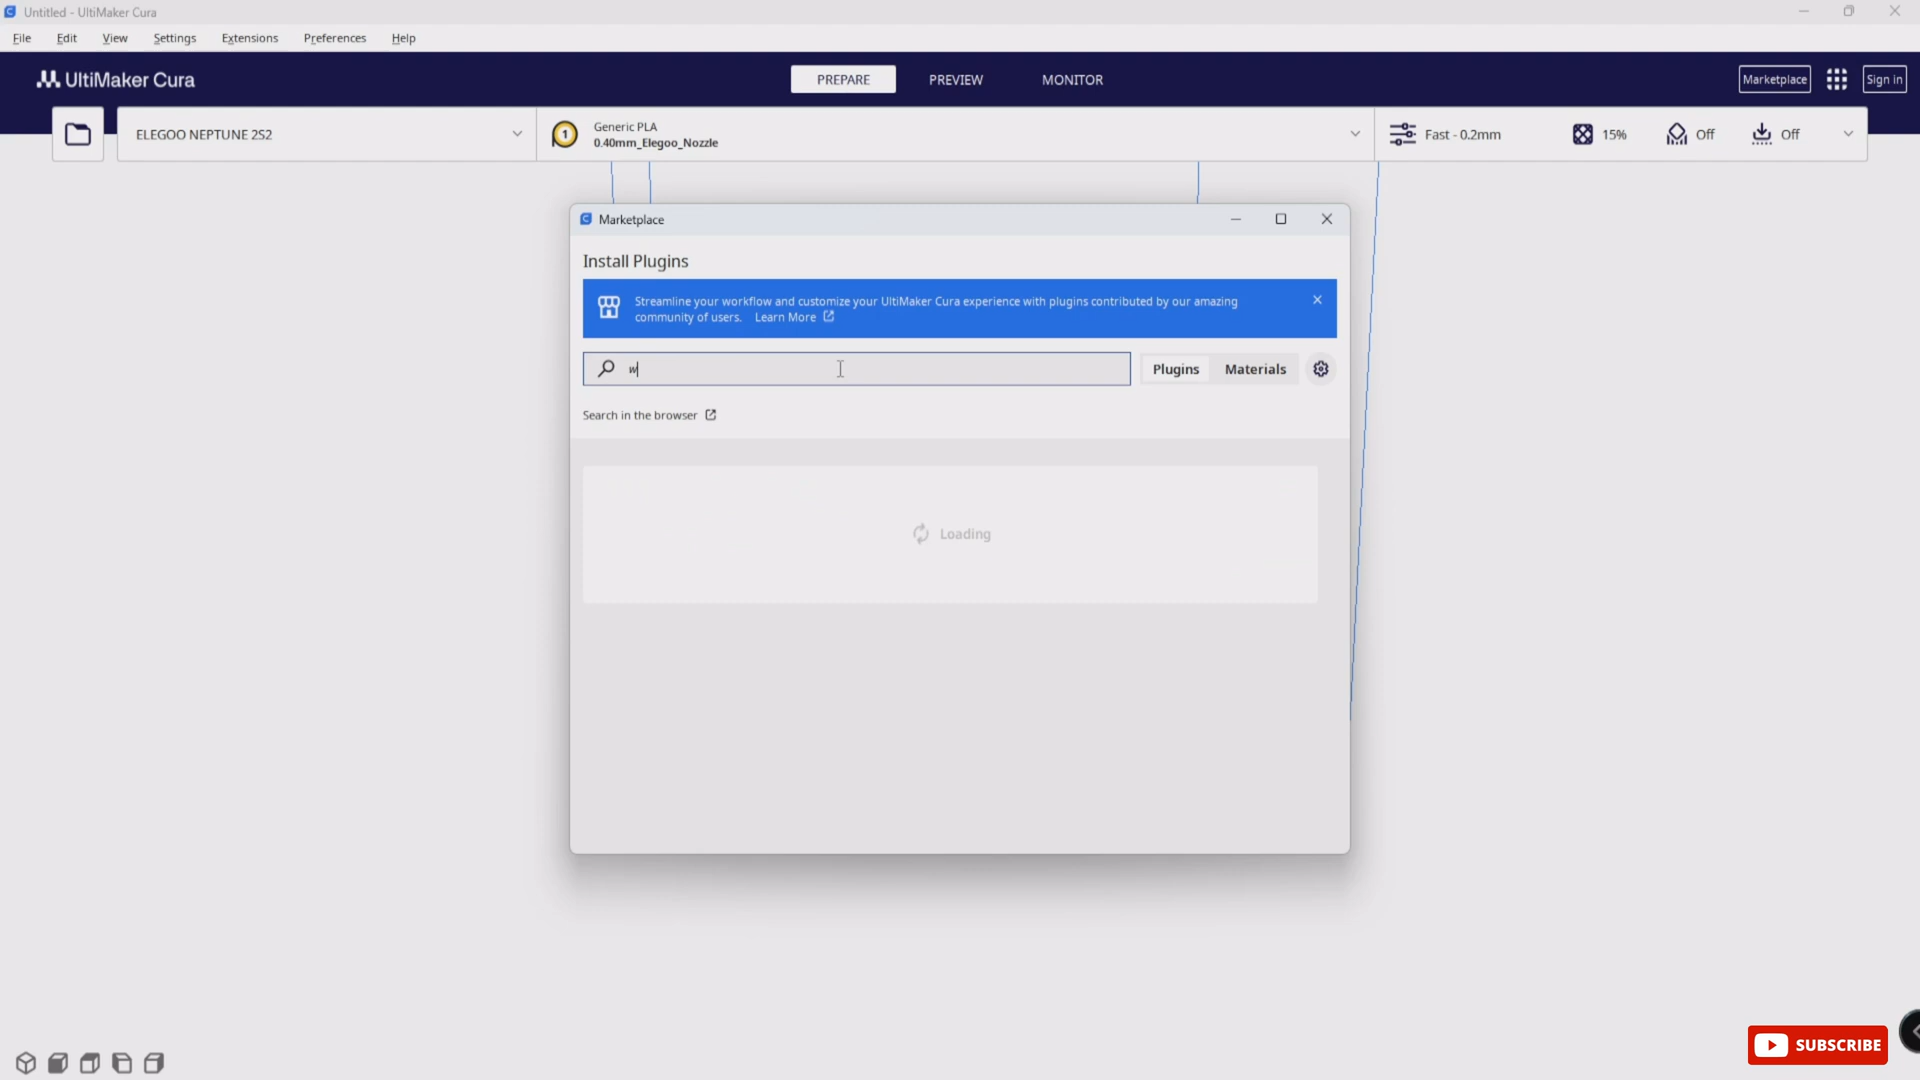 Untitled - UltiMaker Cura
File Edit View Settings Extensions Preferences Help
UltiMaker Cura
PREPARE PREVIEW MONITOR
Marketplace
Sign in
ELEGOO NEPTUNE 2S2
1
Generic PLA
0.40mm_Elegoo_Nozzle
Fast - 0.2mm
15%
Off
Off
Marketplace
Install Plugins
Streamline your workflow and customize your UltiMaker Cura experience with plugins contributed by our amazing
community of users. Learn More
w
Plugins
Materials
Search in the browser
Loading
SUBSCRIBE